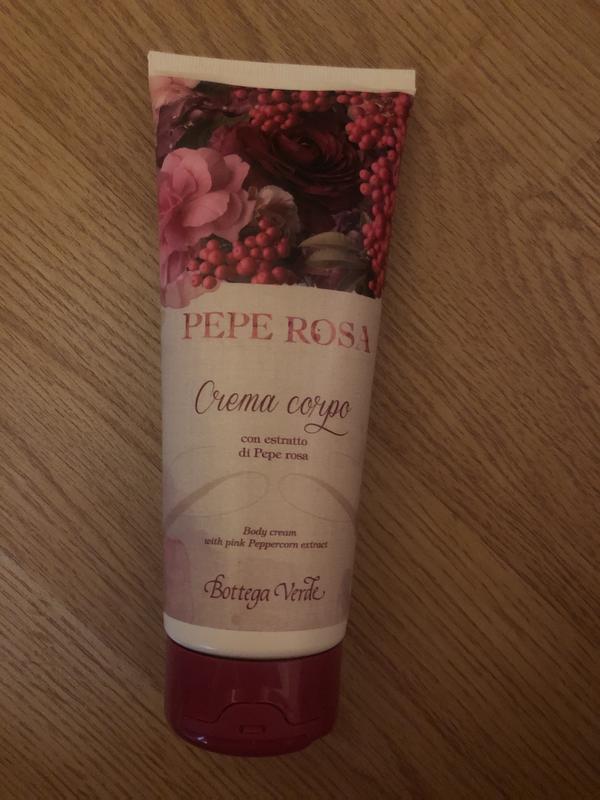 PEPE ROSA
Crema corpo
con estratto
di Pepe rosa
Body cream
with pink Peppercorn extract
Bottega Verde